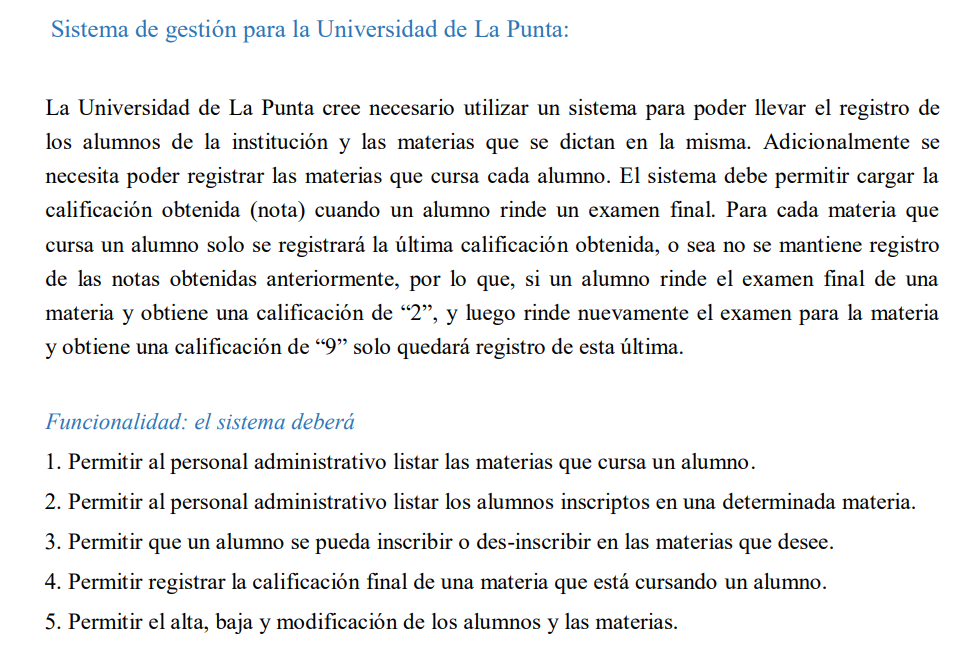 Sistema de gestión para la Universidad de La Punta:
La Universidad de La Punta cree necesario utilizar un sistema para poder llevar el registro de
los alumnos de la institución y las materias que se dictan en la misma. Adicionalmente se
necesita poder registrar las materias que cursa cada alumno. El sistema debe permitir cargar la
calificación obtenida (nota) cuando un alumno rinde un examen final. Para cada materia que
cursa un alumno solo se registrará la última calificación obtenida, o sea no se mantiene registro
de las notas obtenidas anteriormente, por lo que, si un alumno rinde el examen final de una
materia y obtiene una calificación de “2”, y luego rinde nuevamente el examen para la materia
y obtiene una calificación de “9” solo quedará registro de esta última.
Funcionalidad: el sistema deberá
1. Permitir al personal administrativo listar las materias que cursa un alumno.
2. Permitir al personal administrativo listar los alumnos inscriptos en una determinada materia.
3. Permitir que un alumno se pueda inscribir o des-inscribir en las materias que desee.
4. Permitir registrar la calificación final de una materia que está cursando un alumno.
5. Permitir el alta, baja y modificación de los alumnos y las materias.